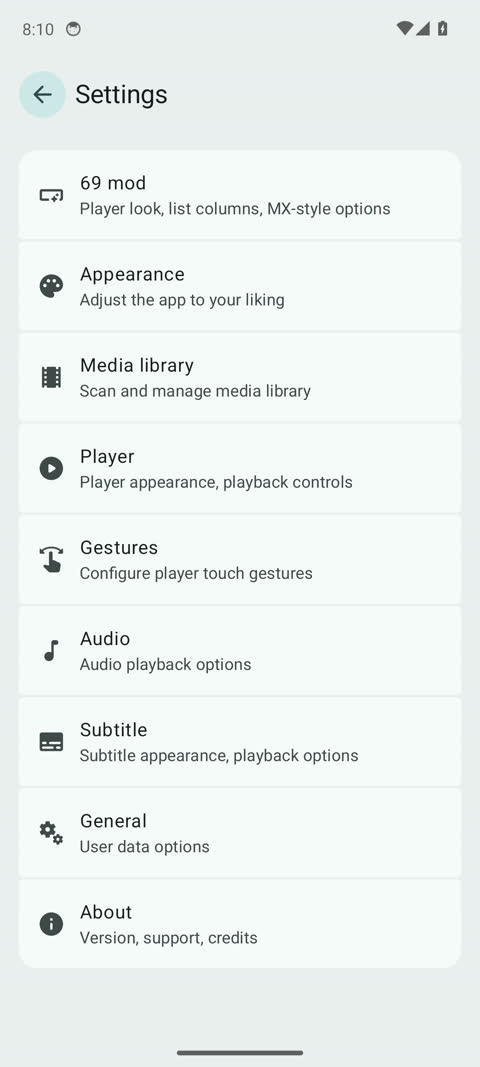 8:10
Settings
69 mod
Player look, list columns, MX-style options
Appearance
Adjust the app to your liking
Media library
Scan and manage media library
Player
Player appearance, playback controls
Gestures
Configure player touch gestures
Audio
Audio playback options
Subtitle
Subtitle appearance, playback options
General
User data options
About
Version, support, credits